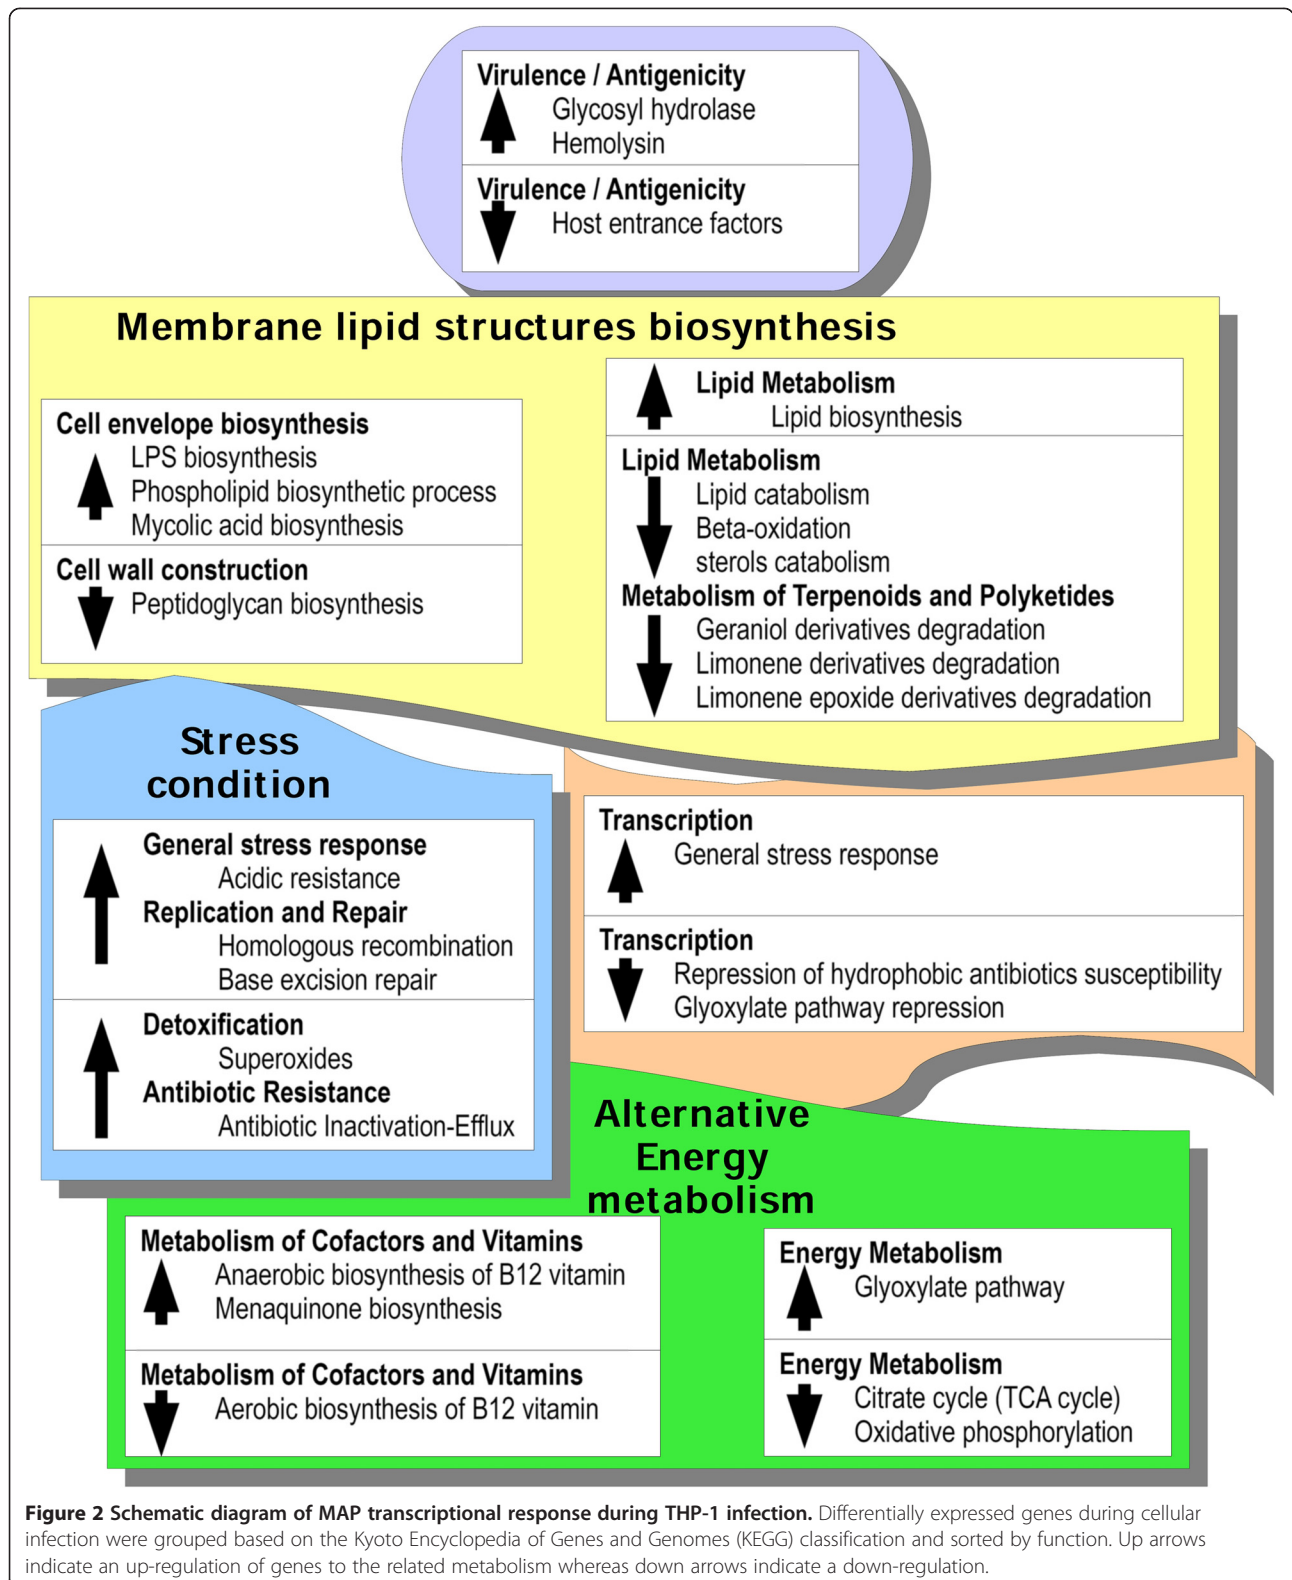 Virulence / Antigenicity
Glycosyl hydrolase
Hemolysin
Virulence / Antigenicity
Host entrance factors
Membrane lipid structures biosynthesis
Cell envelope biosynthesis
LPS biosynthesis
Phospholipid biosynthetic process
Mycolic acid biosynthesis
Cell wall construction
Peptidoglycan biosynthesis
Lipid Metabolism
Lipid biosynthesis
Lipid Metabolism
Lipid catabolism
Beta-oxidation
sterols catabolism
Metabolism of Terpenoids and Polyketides
Geraniol derivatives degradation
Limonene derivatives degradation
Limonene epoxide derivatives degradation
Stress
condition
General stress response
Acidic resistance
Replication and Repair
Homologous recombination
Base excision repair
Detoxification
Superoxides
Antibiotic Resistance
Antibiotic Inactivation-Efflux
Transcription
General stress response
Transcription
Repression of hydrophobic antibiotics susceptibility
Glyoxylate pathway repression
Alternative
Energy
metabolism
Metabolism of Cofactors and Vitamins
Anaerobic biosynthesis of B12 vitamin
Menaquinone biosynthesis
Metabolism of Cofactors and Vitamins
Aerobic biosynthesis of B12 vitamin
Energy Metabolism
Glyoxylate pathway
Energy Metabolism
Citrate cycle (TCA cycle)
Oxidative phosphorylation
Figure 2 Schematic diagram of MAP transcriptional response during THP-1 infection. Differentially expressed genes during cellular
infection were grouped based on the Kyoto Encyclopedia of Genes and Genomes (KEGG) classification and sorted by function. Up arrows
indicate an up-regulation of genes to the related metabolism whereas down arrows indicate a down-regulation.